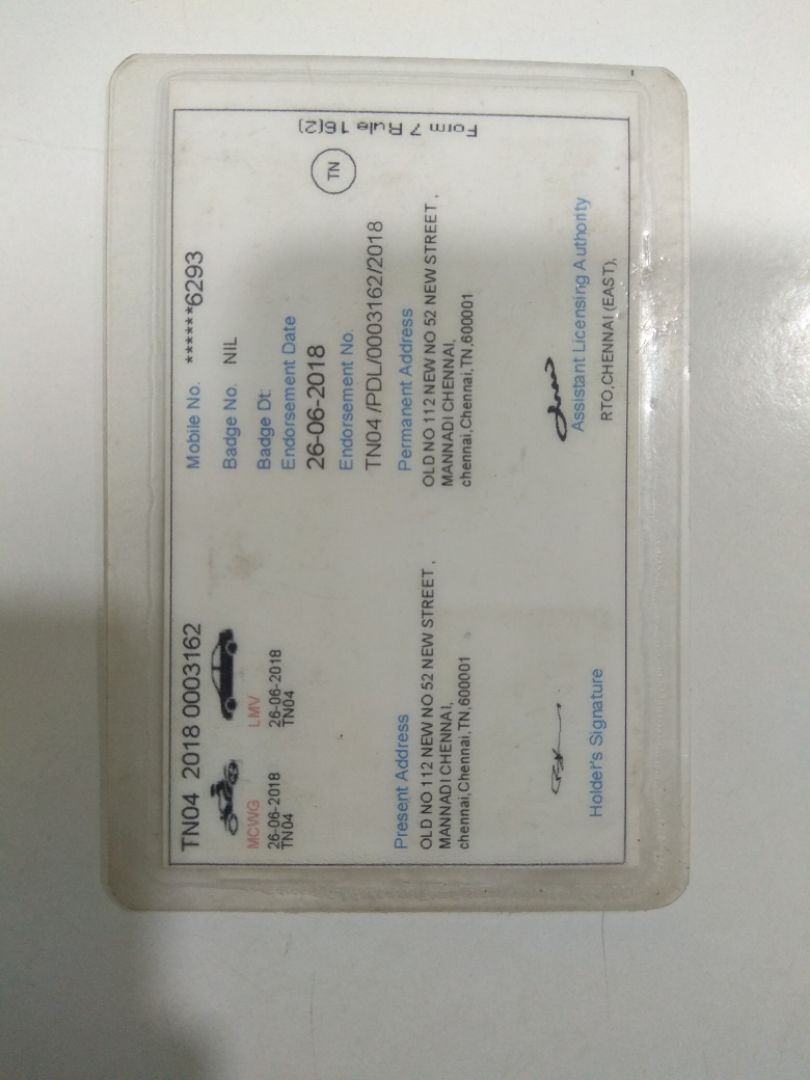 TN04 2018 0003162
MCWG
26-06-2018
TN04
LMV
26-06-2018
TN04
Mobile No. ******6293
Badge No. NIL
Badge Dt.
Endorsement Date
26-06-2018
Endorsement No.
TN04 /PDL/0003162/2018
TN
Form 7 Rule 16(2)
Present Address
OLD NO 112 NEW NO 52 NEW STREET ,
MANNADI CHENNAI,
chennai,Chennai,TN,600001
Permanent Address
OLD NO 112 NEW NO 52 NEW STREET ,
MANNADI CHENNAI,
chennai,Chennai,TN,600001
Holder's Signature
Assistant Licensing Authority
RTO,CHENNAI (EAST),